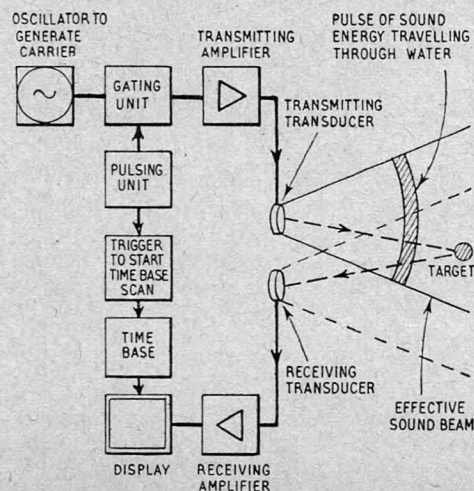 OSCILLATOR TO
GENERATE
CARRIER
GATING
UNIT
TRANSMITTING
AMPLIFIER
PULSE OF SOUND
ENERGY TRAVELLING
THROUGH WATER
TRANSMITTING
TRANSDUCER
PULSING
UNIT
TRIGGER
TO START
TIME BASE
SCAN
TARGET
TIME
BASE
RECEIVING
TRANSDUCER
EFFECTIVE
SOUND BEAM
DISPLAY
RECEIVING
AMPLIFIER